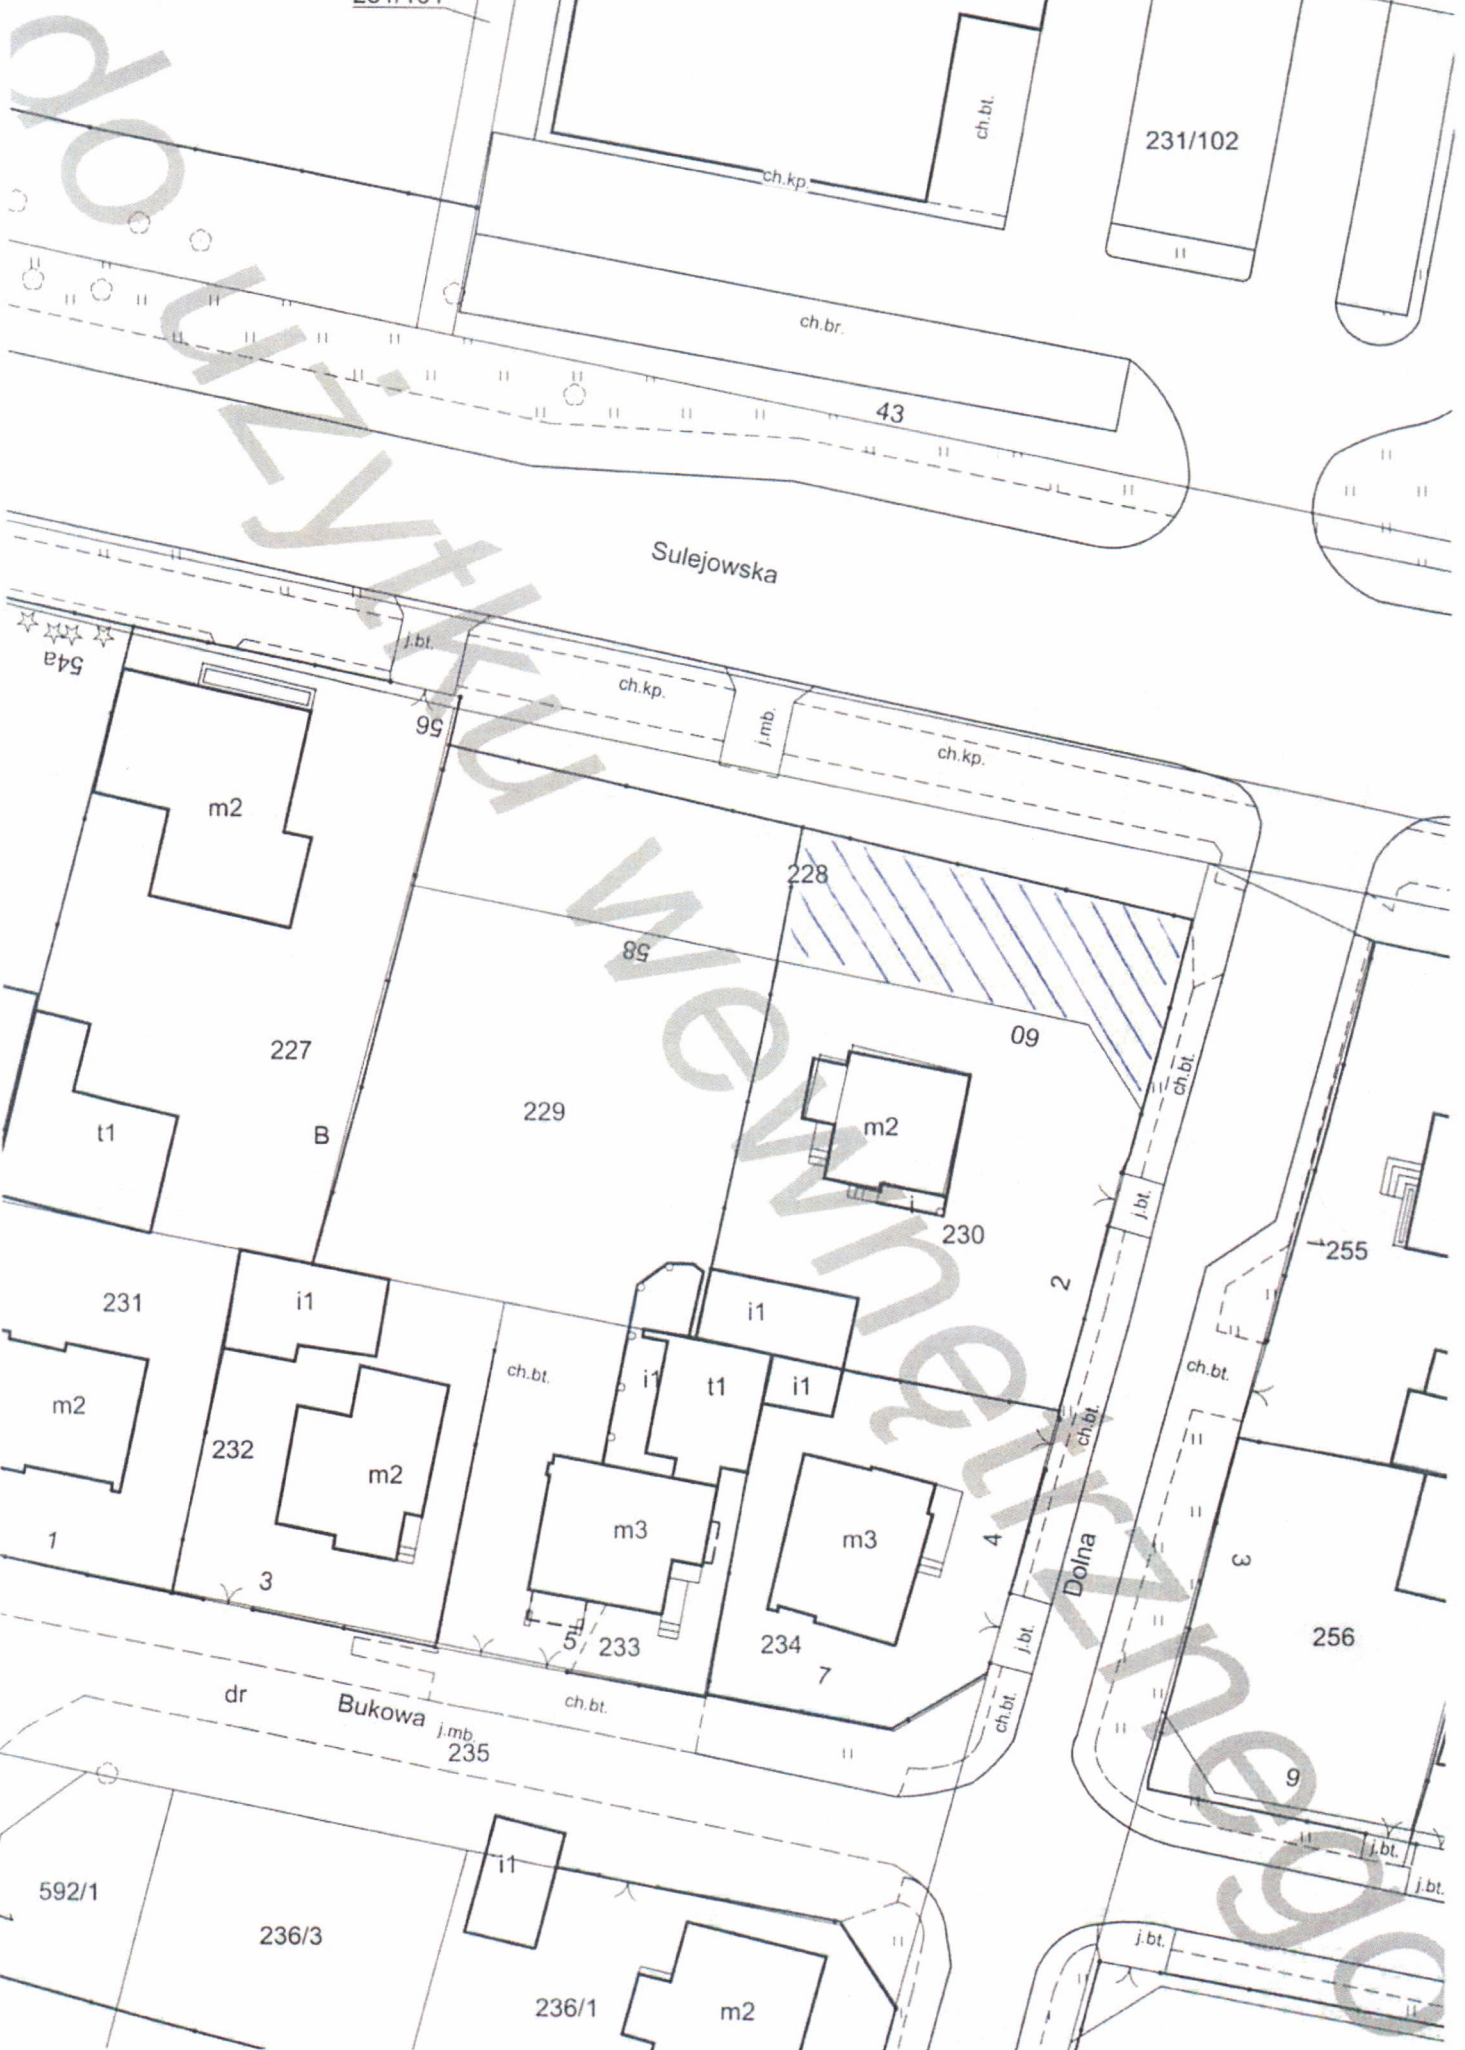 do użytku wewnętrznego
ch.bt.
231/102
ch.kp.
ch.br.
43
Sulejowska
j.bt.
54a
ch.kp.
56
j.mb.
ch.kp.
m2
228
58
60
227
ch.bt.
229
m2
t1
B
j.bt.
i
230
255
1
2
231
i1
i1
ch.bt.
ch.bt.
i1
t1
i1
m2
ch.bt.
232
m2
m3
m3
4
Dolna
3
1
3
5
233
234
7
j.bt.
256
dr
Bukowa
ch.bt.
ch.bt.
j.mb.
235
9
i1
j.bt.
592/1
j.bt.
236/3
j.bt.
236/1
m2